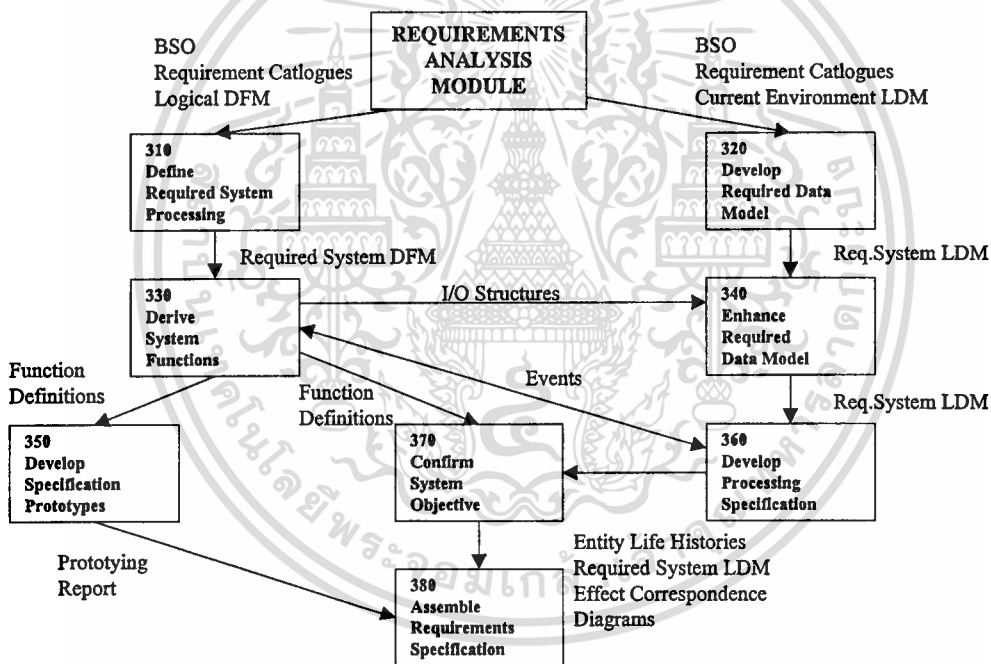 REQUIREMENTS
ANALYSIS
MODULE
BSO
Requirement Catlogues
Logical DFM
BSO
Requirement Catlogues
Current Environment LDM
310
Define
Required System
Processing
320
Develop
Required Data
Model
Required System DFM
Req.System LDM
330
Derive
System
Functions
I/O Structures
340
Enhance
Required
Data Model
Function
Definitions
Function
Definitions
Events
Req.System LDM
350
Develop
Specification
Prototypes
370
Confirm
System
Objective
360
Develop
Processing
Specification
Prototying
Report
Entity Life Histories
Required System LDM
Effect Correspondence
Diagrams
380
Assemble
Requirements
Specification